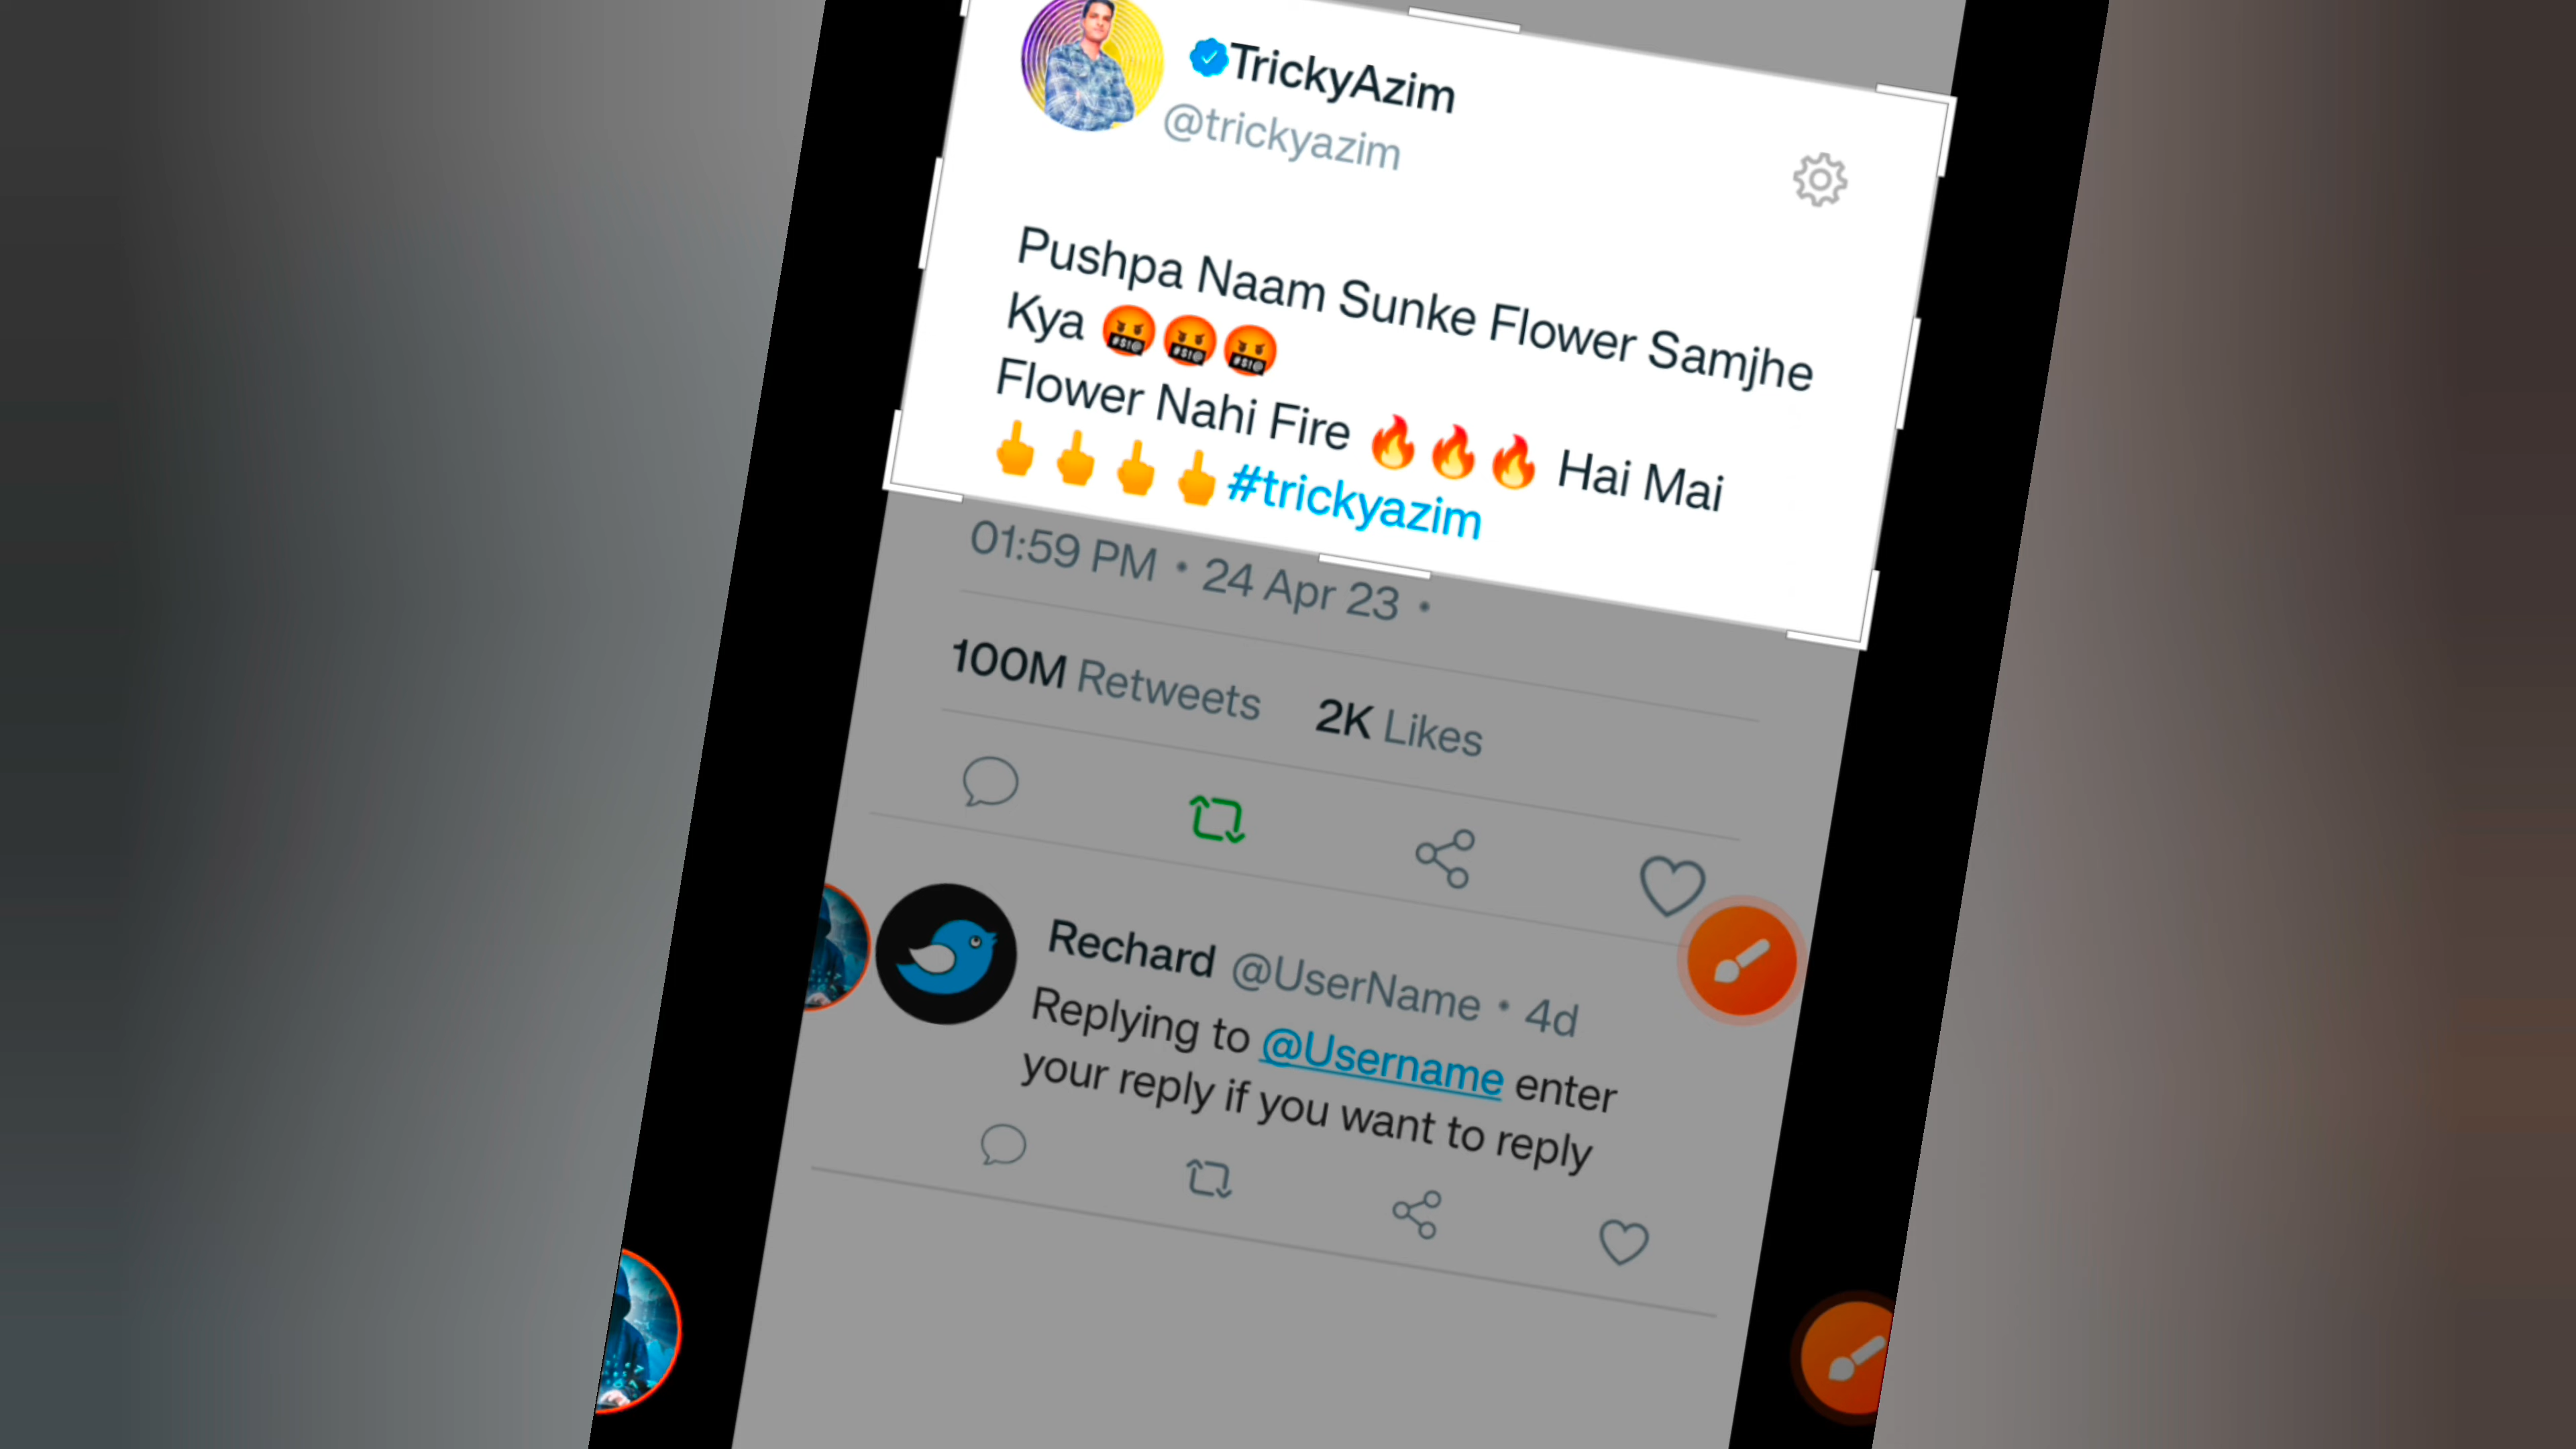 TrickyAzim
@trickyazim
Pushpa Naam Sunke Flower Samjhe
Kya 🤬🤬🤬
Flower Nahi Fire 🔥🔥🔥 Hai Mai
🖕🖕🖕🖕#trickyazim
01:59 PM • 24 Apr 23 •
100M Retweets 2K Likes
Rechard @UserName • 4d
Replying to @Username enter
your reply if you want to reply